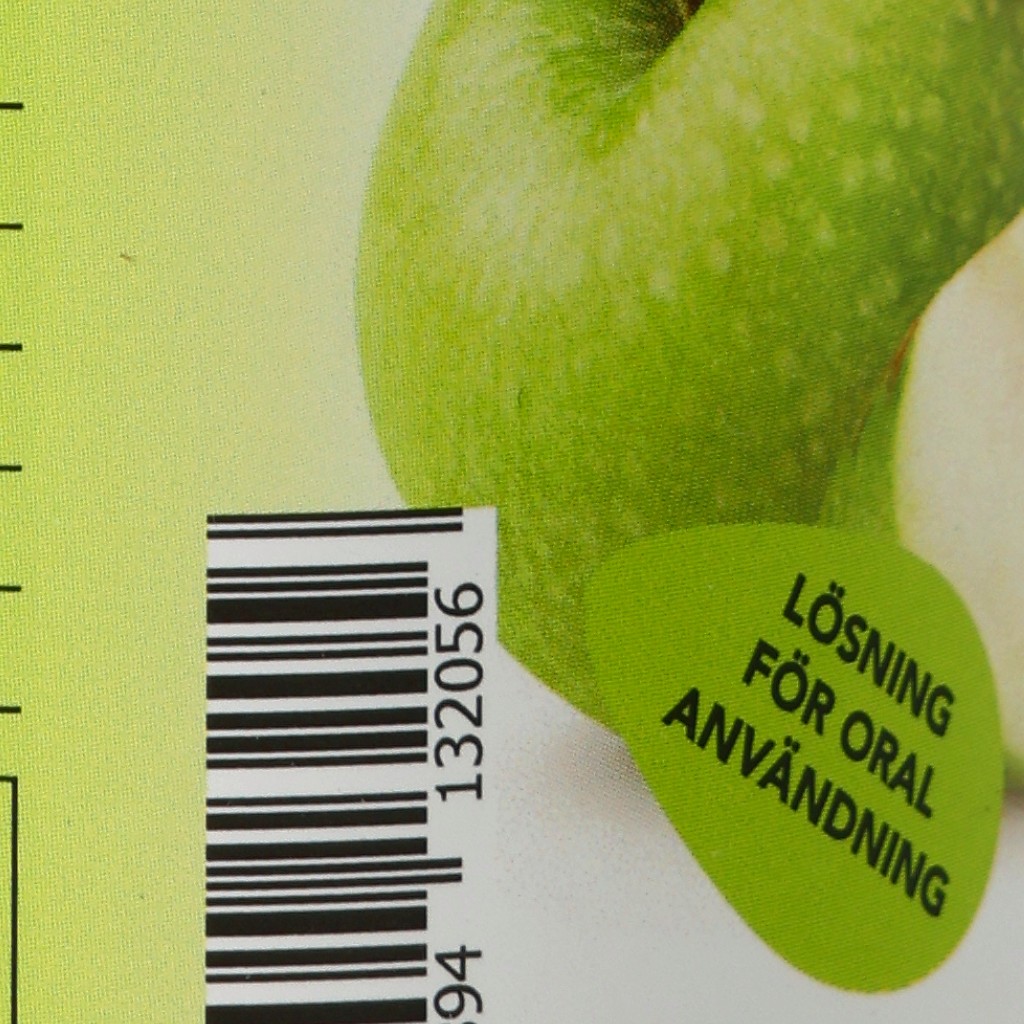 LÖSNING
FÖR ORAL
ANVÄNDNING
94 132056